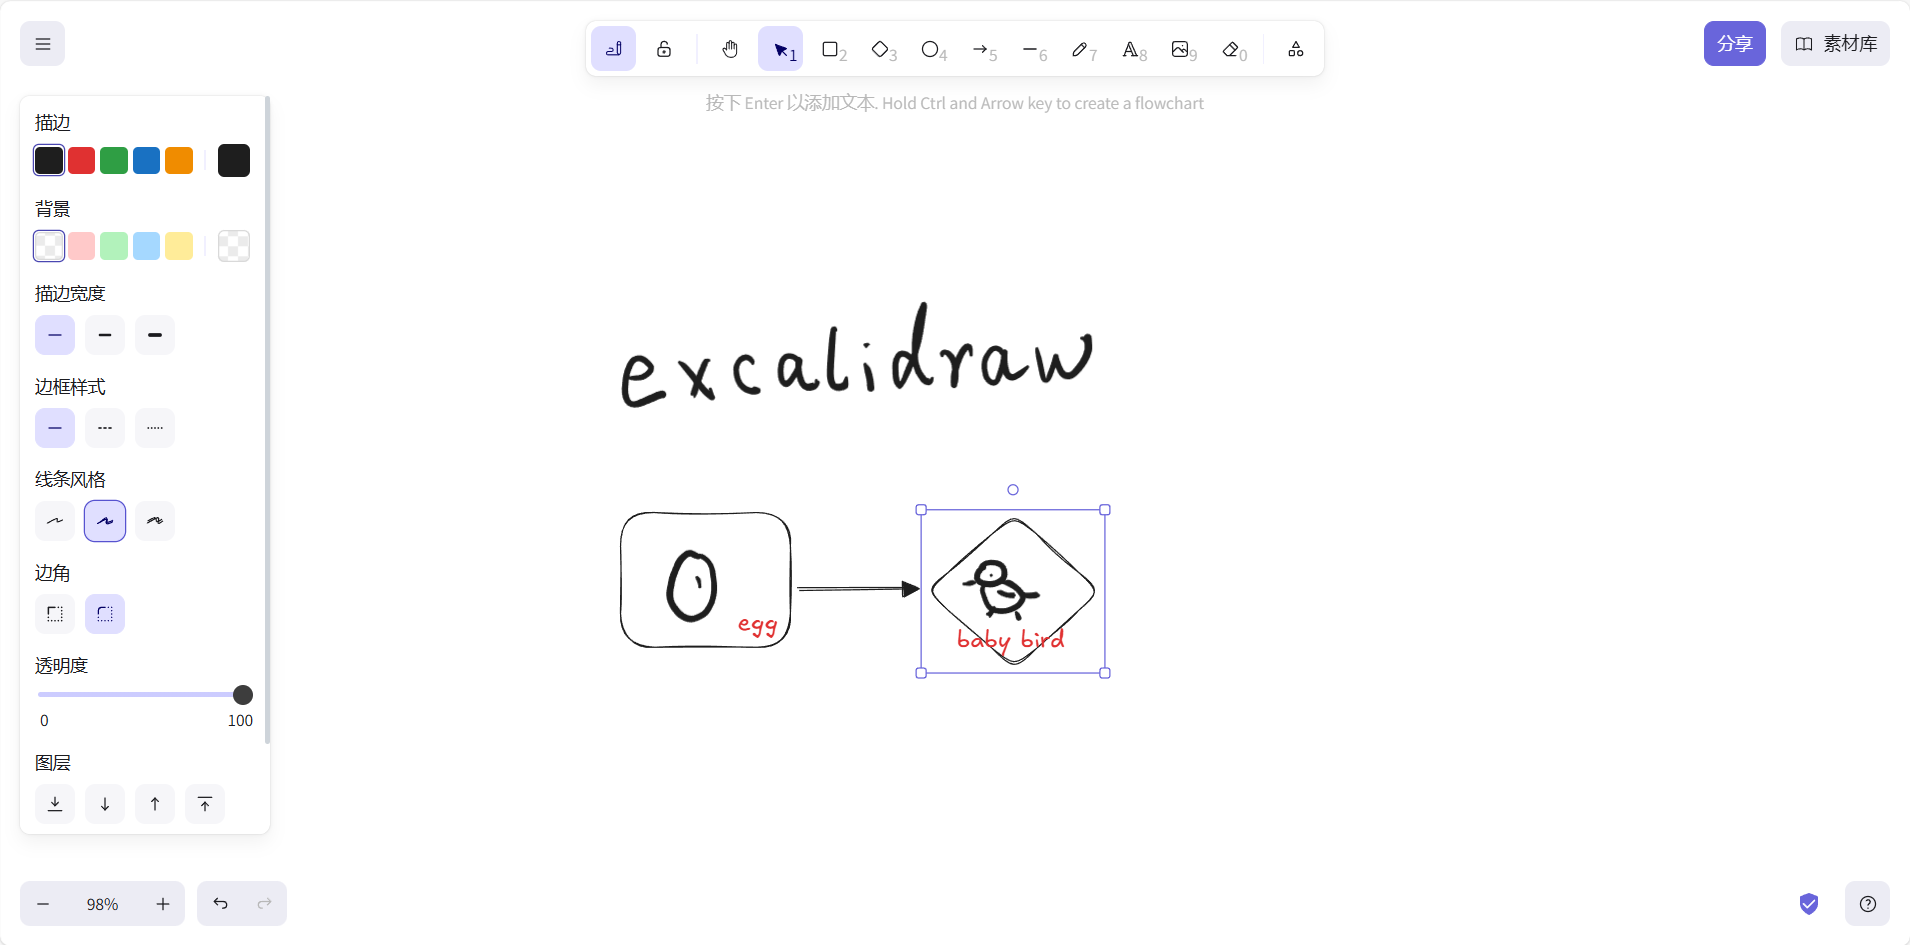 1 2 3 4 5 6 7 8 9 0
分享
素材库
按下 Enter 以添加文本. Hold Ctrl and Arrow key to create a flowchart
描边
背景
描边宽度
边框样式
线条风格
边角
透明度
0 100
图层
excalidraw
egg
baby bird
98%